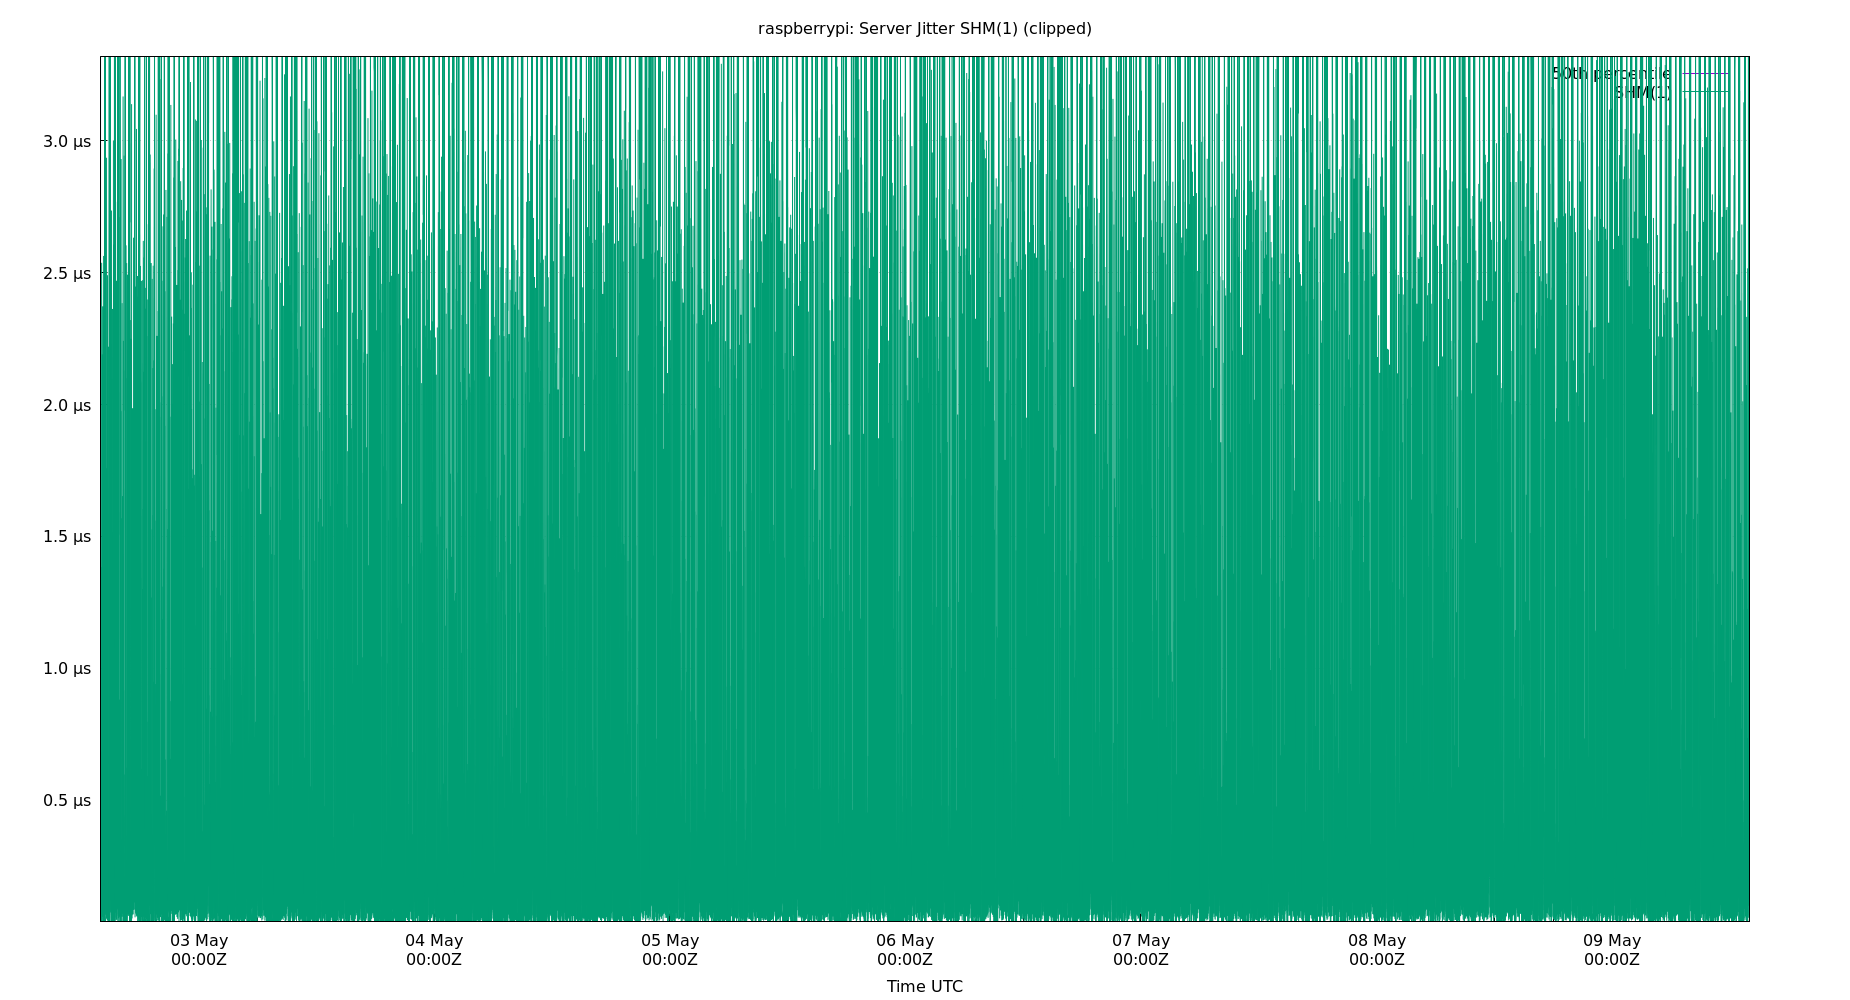 raspberrypi: Server Jitter SHM(1) (clipped)
50th percentile
SHM(1)
3.0 µs
2.5 µs
2.0 µs
1.5 µs
1.0 µs
0.5 µs
03 May 04 May 05 May 06 May 07 May 08 May 09 May
00:00Z 00:00Z 00:00Z 00:00Z 00:00Z 00:00Z 00:00Z
Time UTC